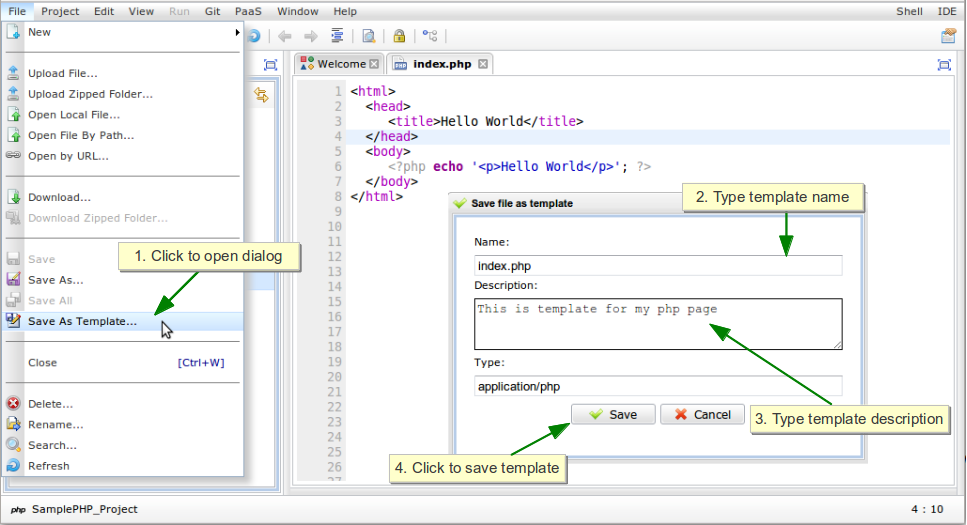 File Project Edit View Run Git PaaS Window Help Shell IDE
New
Upload File...
Upload Zipped Folder...
Open Local File...
Open File By Path...
Open by URL...
Download...
Download Zipped Folder...
Save
Save As...
Save All
Save As Template...
Close [Ctrl+W]
Delete...
Rename...
Search...
Refresh
1. Click to open dialog
Welcome index.php
1 <html>
2 <head>
3 <title>Hello World</title>
4 </head>
5 <body>
6 <?php echo '<p>Hello World</p>'; ?>
7 </body>
8 </html>
9
10
11
12
13
14
15
16
17
18
19
20
21
22
23
24
25
26
27
Save file as template
2. Type template name
Name:
index.php
Description:
This is template for my php page
Type:
application/php
Save Cancel
3. Type template description
4. Click to save template
php SamplePHP_Project 4 : 10